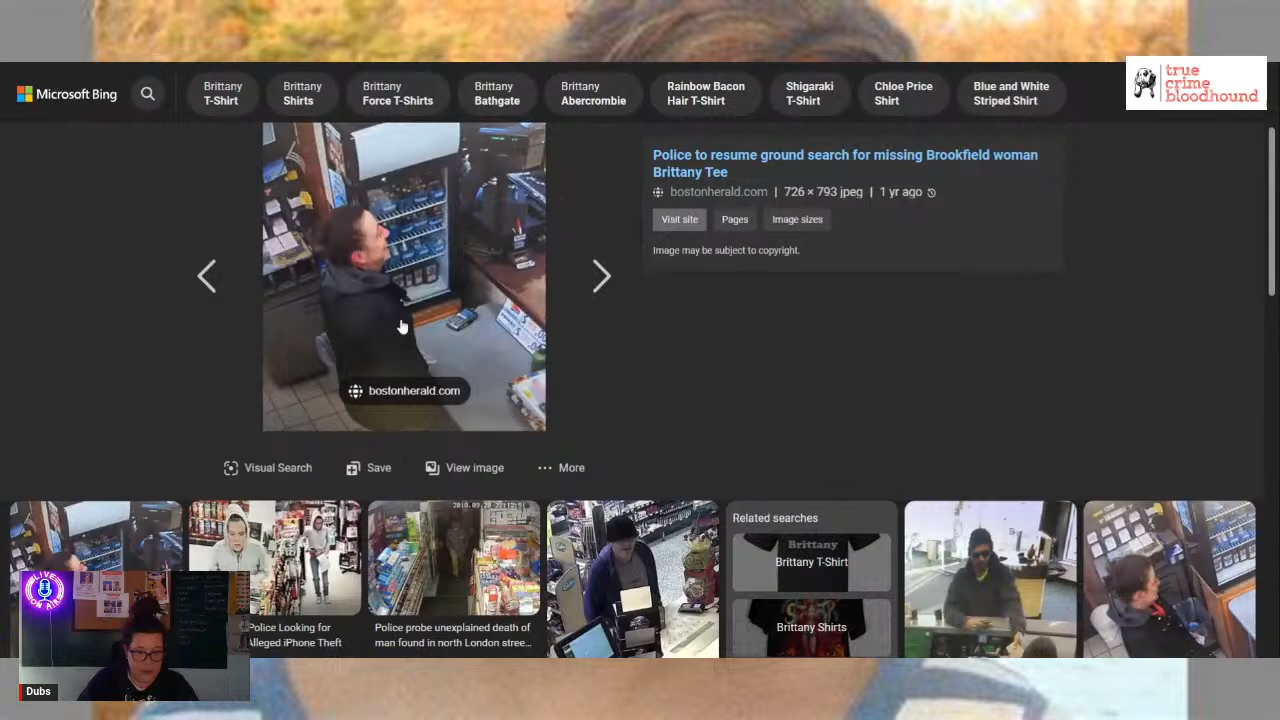 Microsoft Bing
Brittany
T-Shirt
Brittany
Shirts
Brittany
Force T-Shirts
Brittany
Bathgate
Brittany
Abercrombie
Rainbow Bacon
Hair T-Shirt
Shigaraki
T-Shirt
Chloe Price
Shirt
Blue and White
Striped Shirt
true
crime
bloodhound
Police to resume ground search for missing Brookfield woman
Brittany Tee
bostonherald.com | 726 × 793 jpeg | 1 yr ago
Visit site
Pages
Image sizes
Image may be subject to copyright.
bostonherald.com
Visual Search
Save
View image
More
Related searches
Brittany
Brittany T-Shirt
Brittany Shirts
Police Looking for
Alleged iPhone Theft
Police probe unexplained death of
man found in north London stree...
LIVE
ON AIR
Dubs